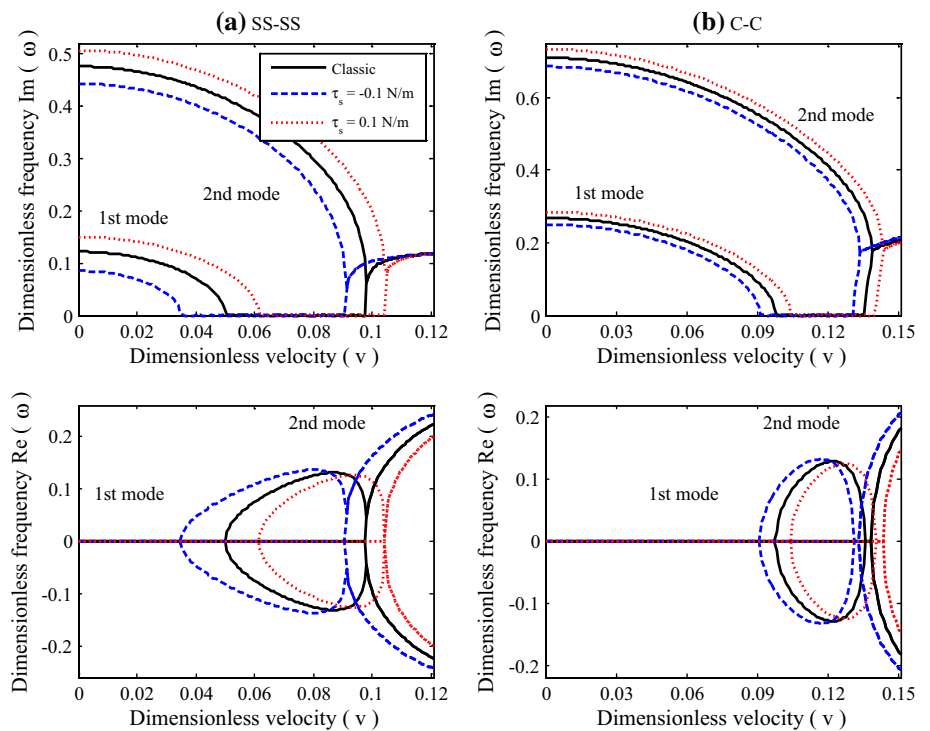 (a) SS-SS
Dimensionless frequency Im ( ω)
0.5
0.4
0.3
0.2
0.1
0
Classic
τs = -0.1 N/m
τs = 0.1 N/m
2nd mode
1st mode
0 0.02 0.04 0.06 0.08 0.1 0.12
Dimensionless velocity ( v )
(b) C-C
Dimensionless frequency Im ( ω)
0.6
0.4
0.2
0
2nd mode
1st mode
0 0.03 0.06 0.09 0.12 0.15
Dimensionless velocity ( v )
Dimensionless frequency Re ( ω)
0.2
0.1
0
-0.1
-0.2
2nd mode
1st mode
0 0.02 0.04 0.06 0.08 0.1 0.12
Dimensionless velocity ( v )
Dimensionless frequency Re ( ω)
0.2
0.1
0
-0.1
-0.2
2nd mode
1st mode
0 0.03 0.06 0.09 0.12 0.15
Dimensionless velocity ( v )